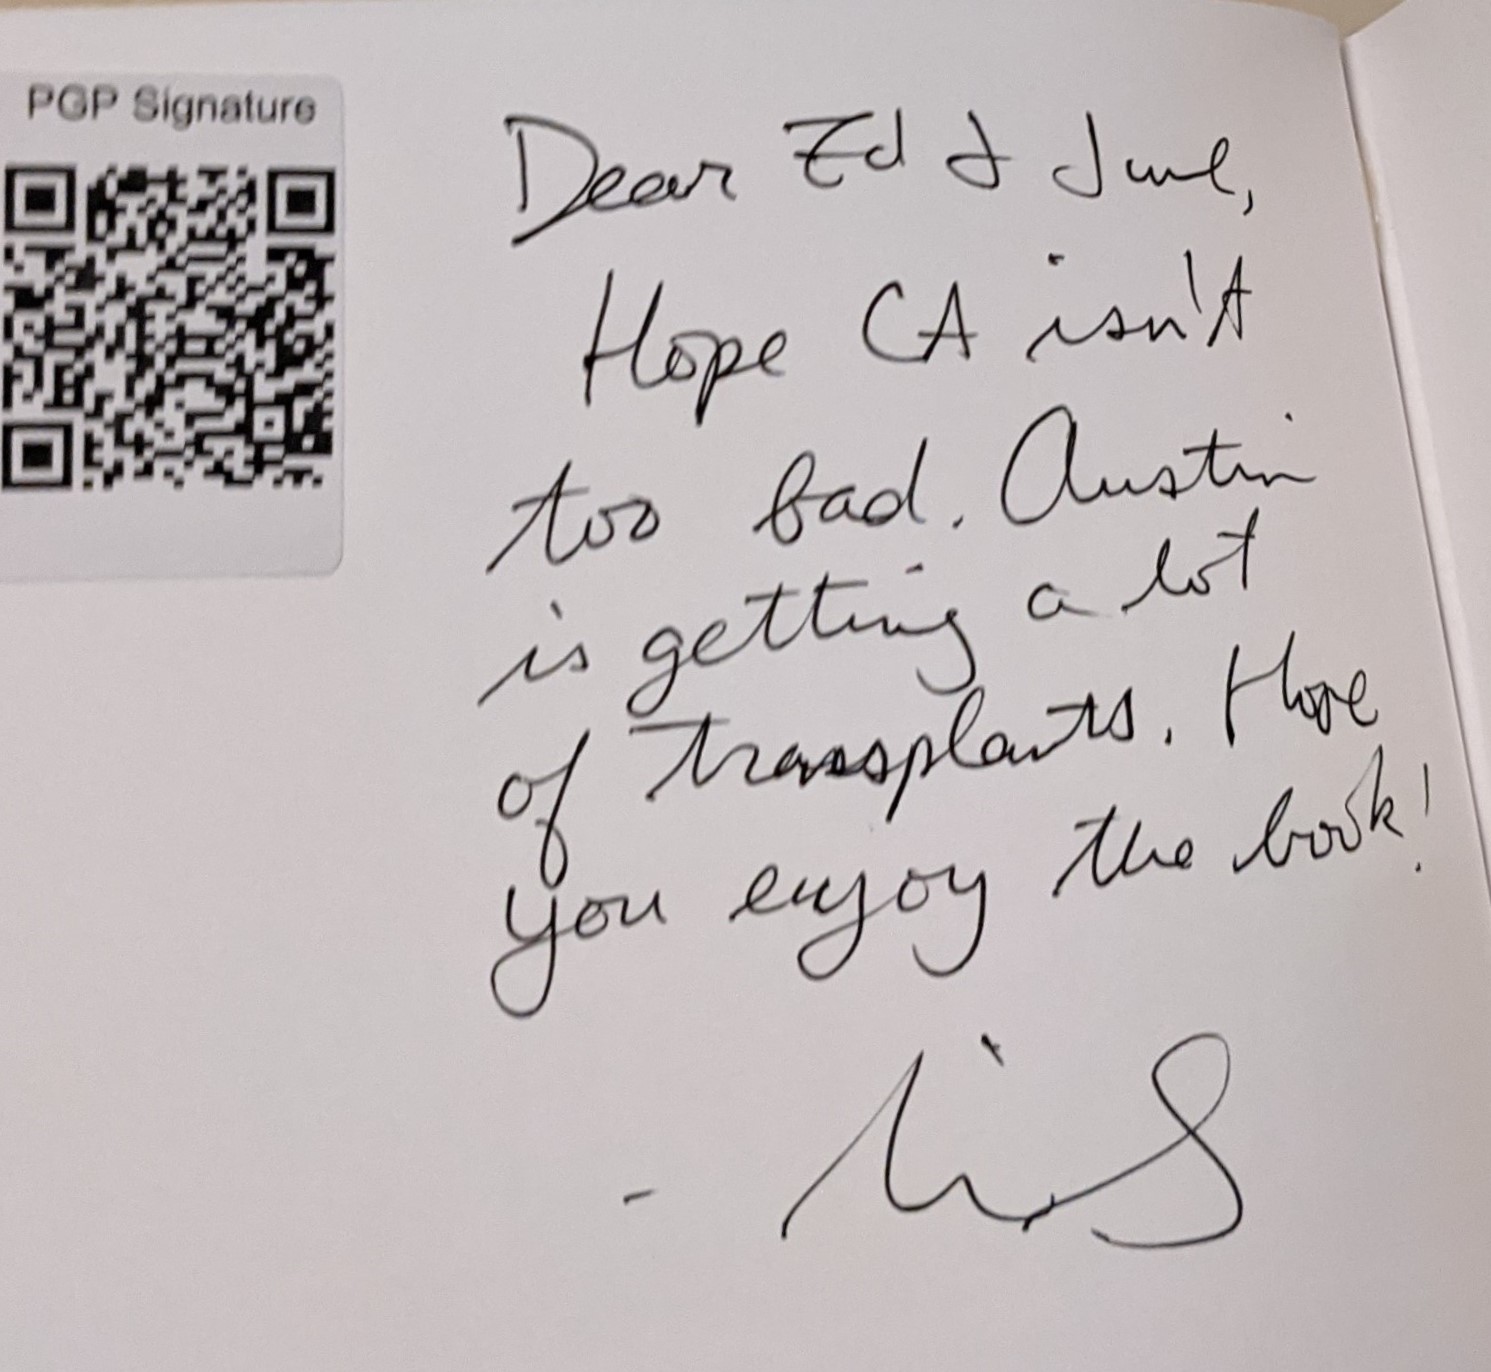 PGP Signature
Dear Ed & June,
Hope CA isn't
too bad. Austin
is getting a lot
of transplants. Hope
you enjoy the book!